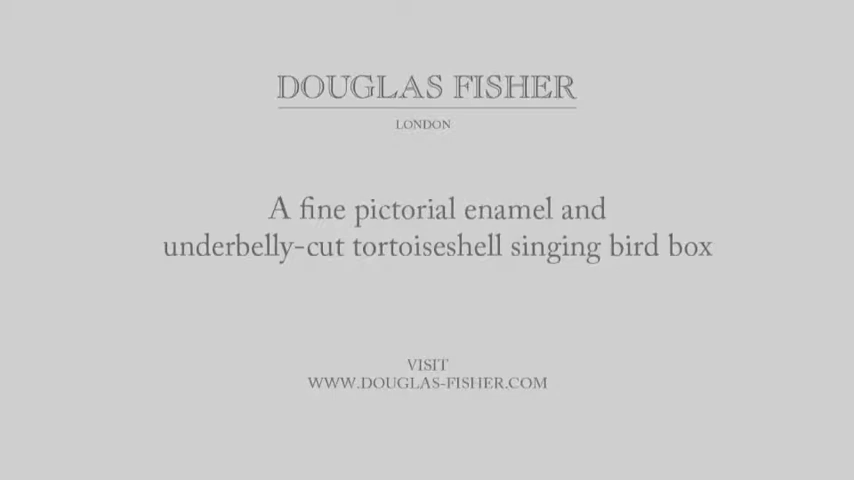 DOUGLAS FISHER
LONDON
A fine pictorial enamel and
underbelly-cut tortoiseshell singing bird box
VISIT
WWW.DOUGLAS-FISHER.COM